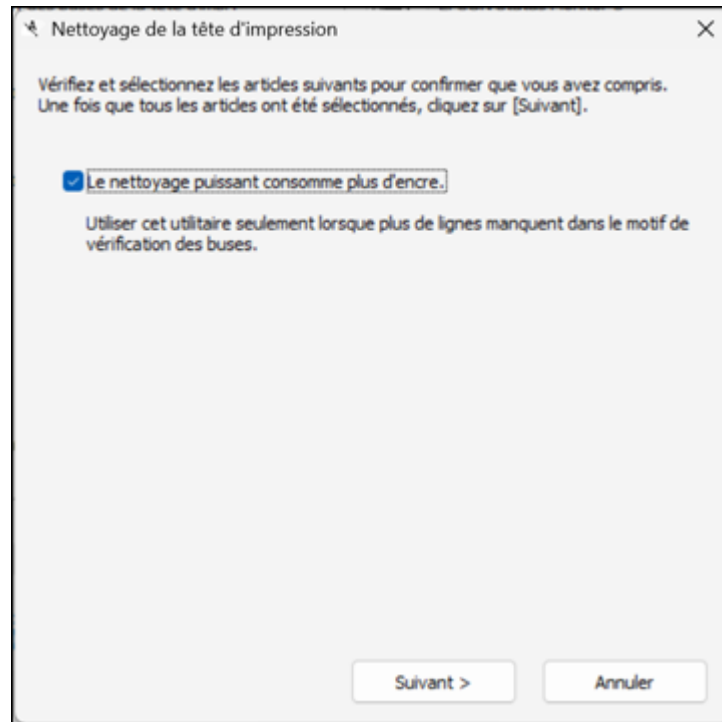 Nettoyage de la tête d'impression
Vérifiez et sélectionnez les articles suivants pour confirmer que vous avez compris.
Une fois que tous les articles ont été sélectionnés, cliquez sur [Suivant].
Le nettoyage puissant consomme plus d'encre.
Utiliser cet utilitaire seulement lorsque plus de lignes manquent dans le motif de
vérification des buses.
Suivant >
Annuler